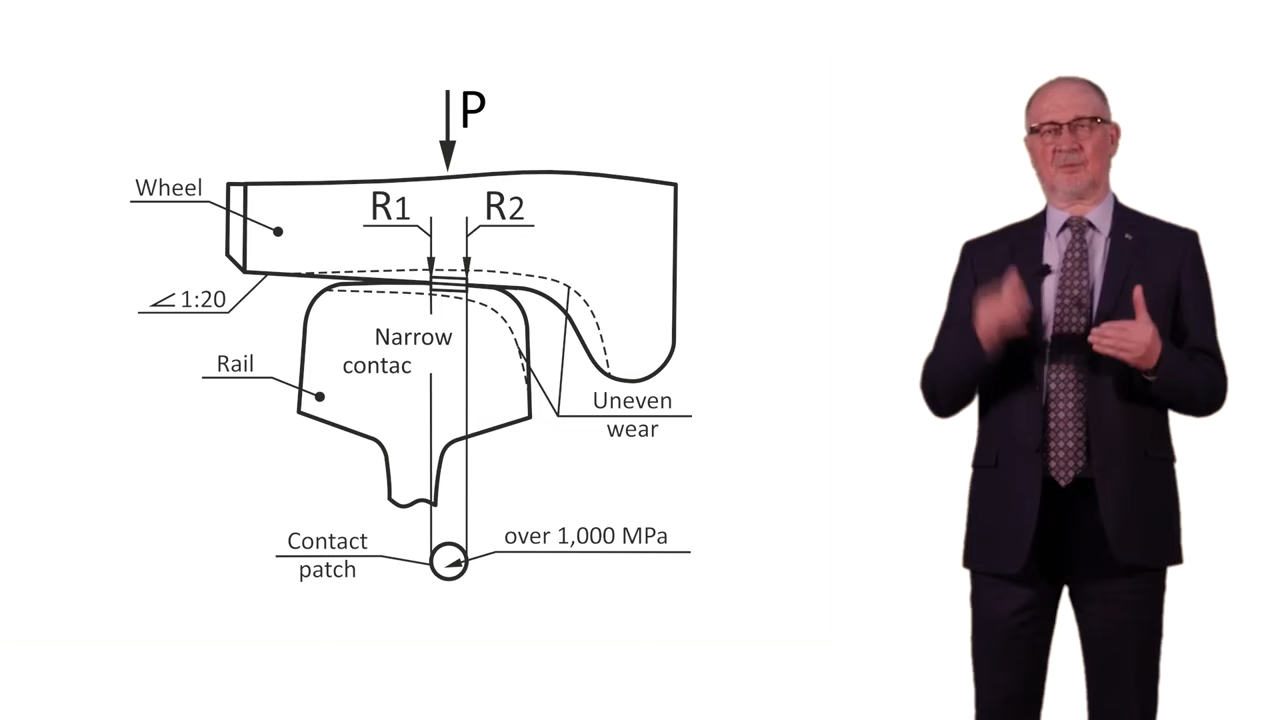 P
Wheel
R1
R2
∠1:20
Narrow
contac
Rail
Uneven
wear
Contact
patch
over 1,000 MPa